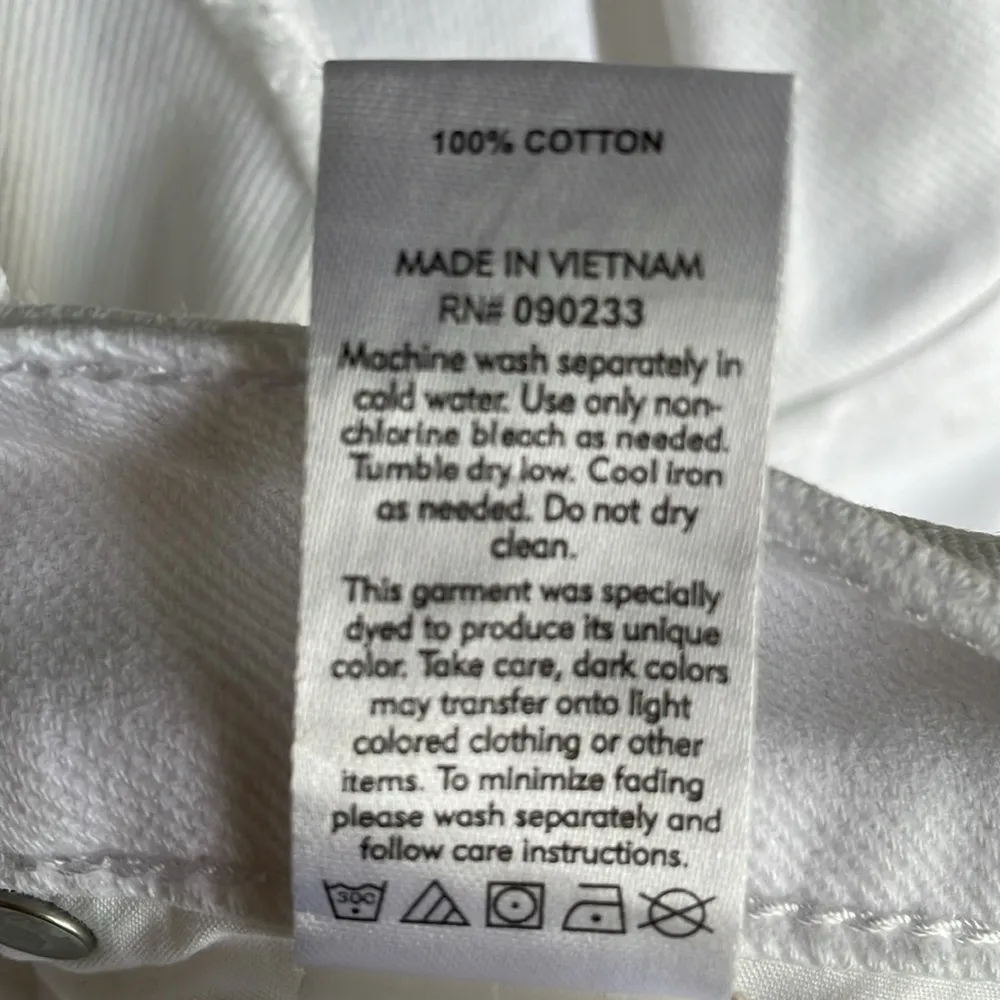 100% COTTON
MADE IN VIETNAM
RN# 090233
Machine wash separately in
cold water. Use only non-
chlorine bleach as needed.
Tumble dry low. Cool iron
as needed. Do not dry
clean.
This garment was specially
dyed to produce its unique
color. Take care, dark colors
may transfer onto light
colored clothing or other
items. To minimize fading
please wash separately and
follow care instructions.
30C